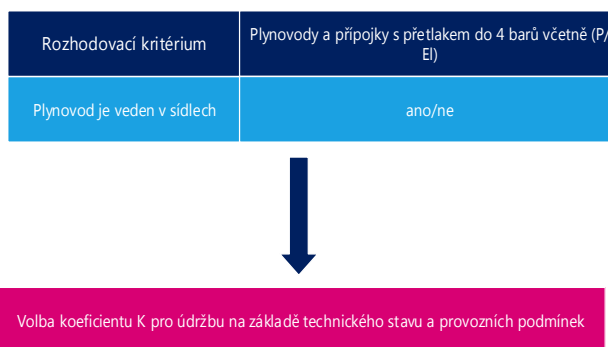 Rozhodovací kritérium
Plynovody a přípojky s přetlakem do 4 barů včetně (P/
El)
Plynovod je veden v sídlech
ano/ne
Volba koeficientu K pro údržbu na základě technického stavu a provozních podmínek